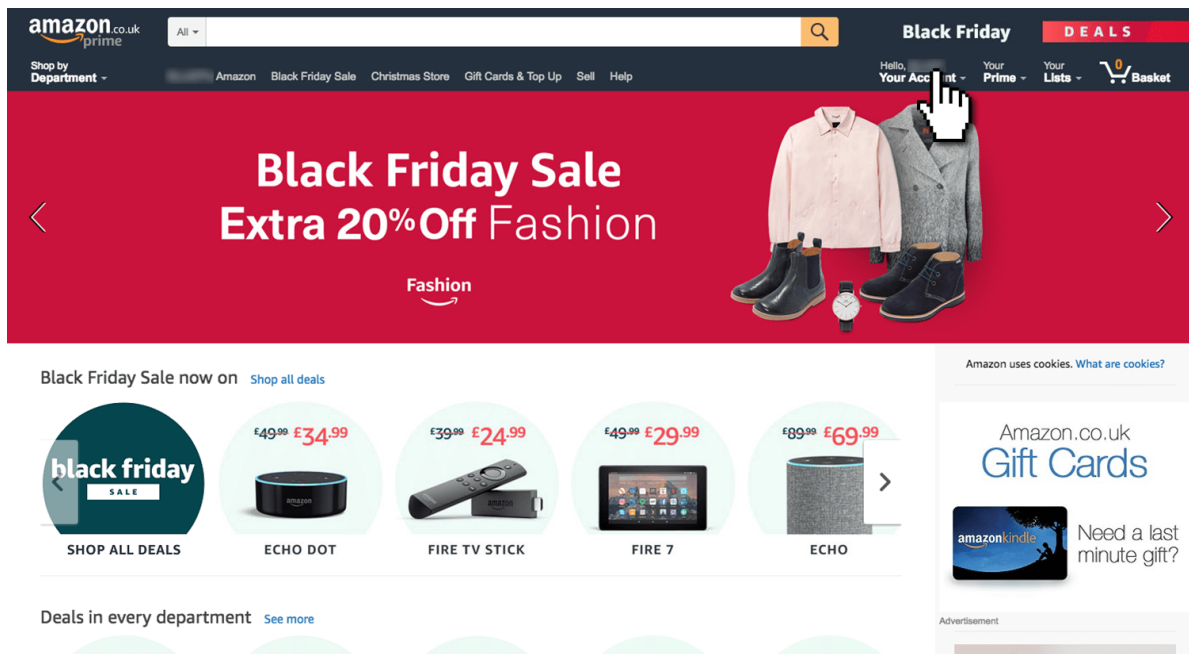 amazon.co.uk
prime
All
Black Friday
DEALS
Shop by
Department
Amazon
Black Friday Sale
Christmas Store
Gift Cards & Top Up
Sell
Help
Hello,
Your Account
Your
Prime
Your
Lists
0
Basket
Black Friday Sale
Extra 20% Off Fashion
Fashion
Black Friday Sale now on Shop all deals
Amazon uses cookies. What are cookies?
black friday
SALE
SHOP ALL DEALS
£49.99 £34.99
amazon
ECHO DOT
£39.99 £24.99
amazon
FIRE TV STICK
£49.99 £29.99
FIRE 7
£89.99 £69.99
ECHO
Amazon.co.uk
Gift Cards
amazonkindle
Need a last
minute gift?
Advertisement
Deals in every department See more